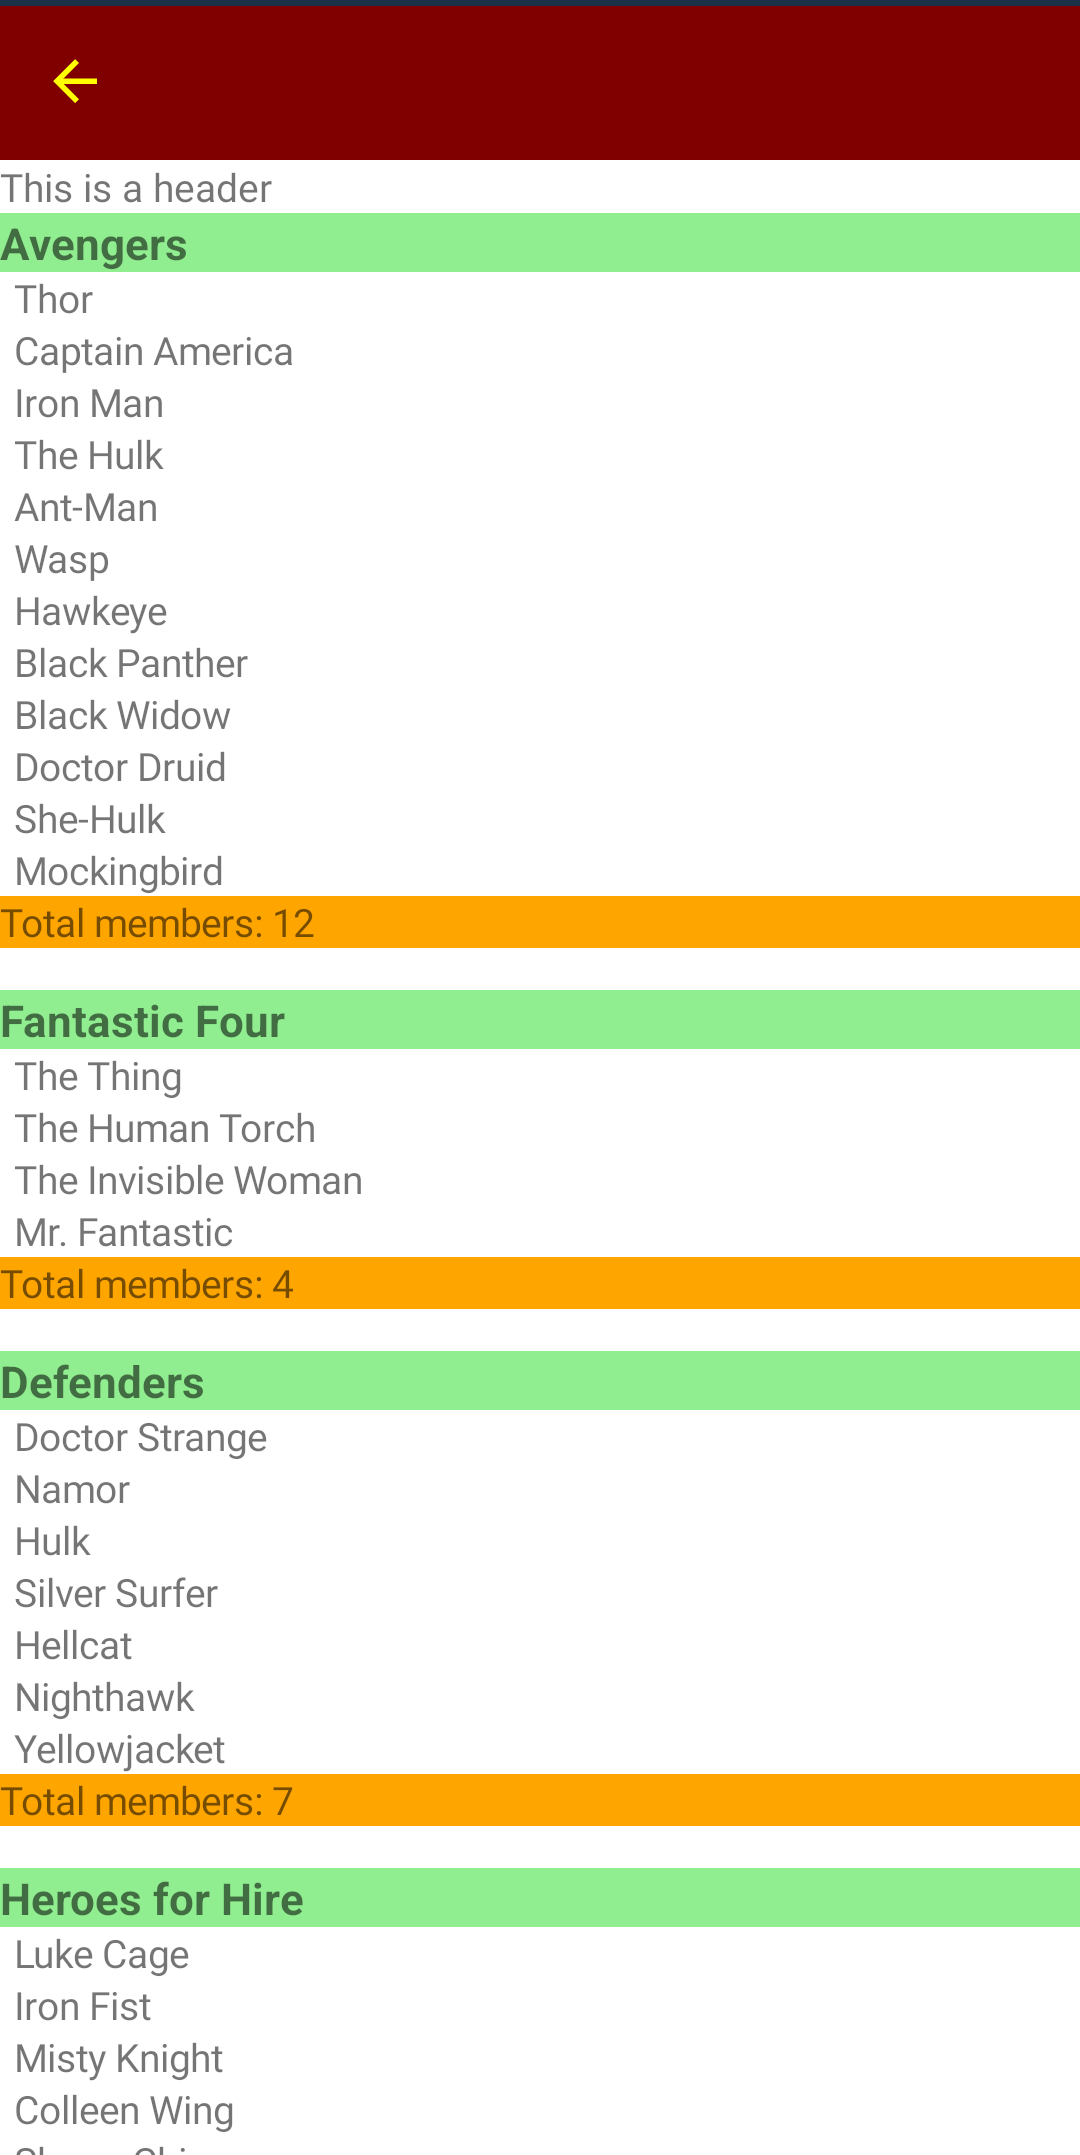 This is a header
Avengers
Thor
Captain America
Iron Man
The Hulk
Ant-Man
Wasp
Hawkeye
Black Panther
Black Widow
Doctor Druid
She-Hulk
Mockingbird
Total members: 12
Fantastic Four
The Thing
The Human Torch
The Invisible Woman
Mr. Fantastic
Total members: 4
Defenders
Doctor Strange
Namor
Hulk
Silver Surfer
Hellcat
Nighthawk
Yellowjacket
Total members: 7
Heroes for Hire
Luke Cage
Iron Fist
Misty Knight
Colleen Wing